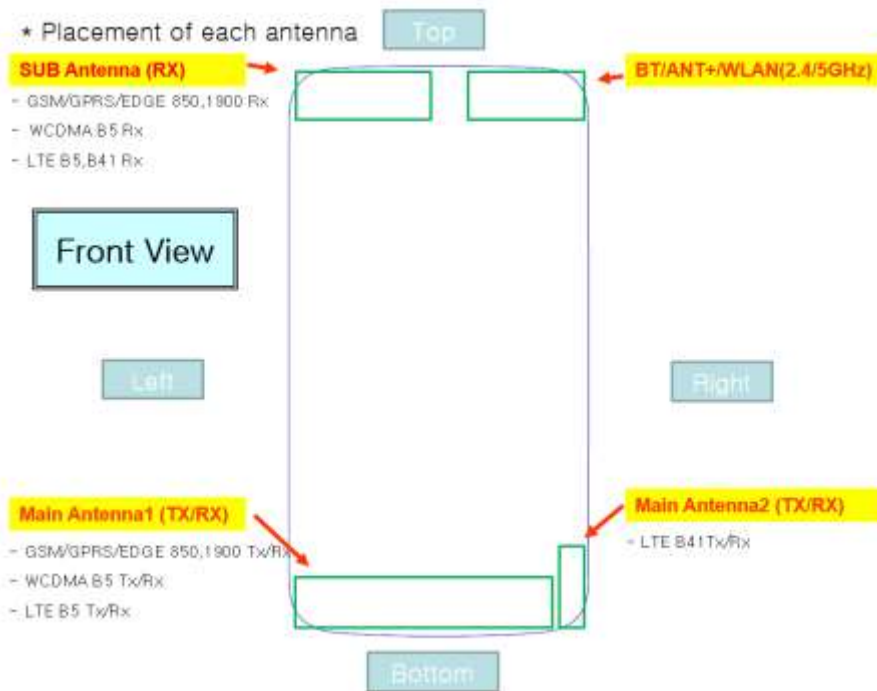 * Placement of each antenna
Top
SUB Antenna (RX)
- GSM/GPRS/EDGE 850,1900 Rx
- WCDMA B5 Rx
- LTE B5,B41 Rx
BT/ANT+/WLAN(2.4/5GHz)
Front View
Left
Right
Main Antenna1 (TX/RX)
- GSM/GPRS/EDGE 850,1900 Tx/Rx
- WCDMA B5 Tx/Rx
- LTE B5 Tx/Rx
Main Antenna2 (TX/RX)
- LTE B41Tx/Rx
Bottom